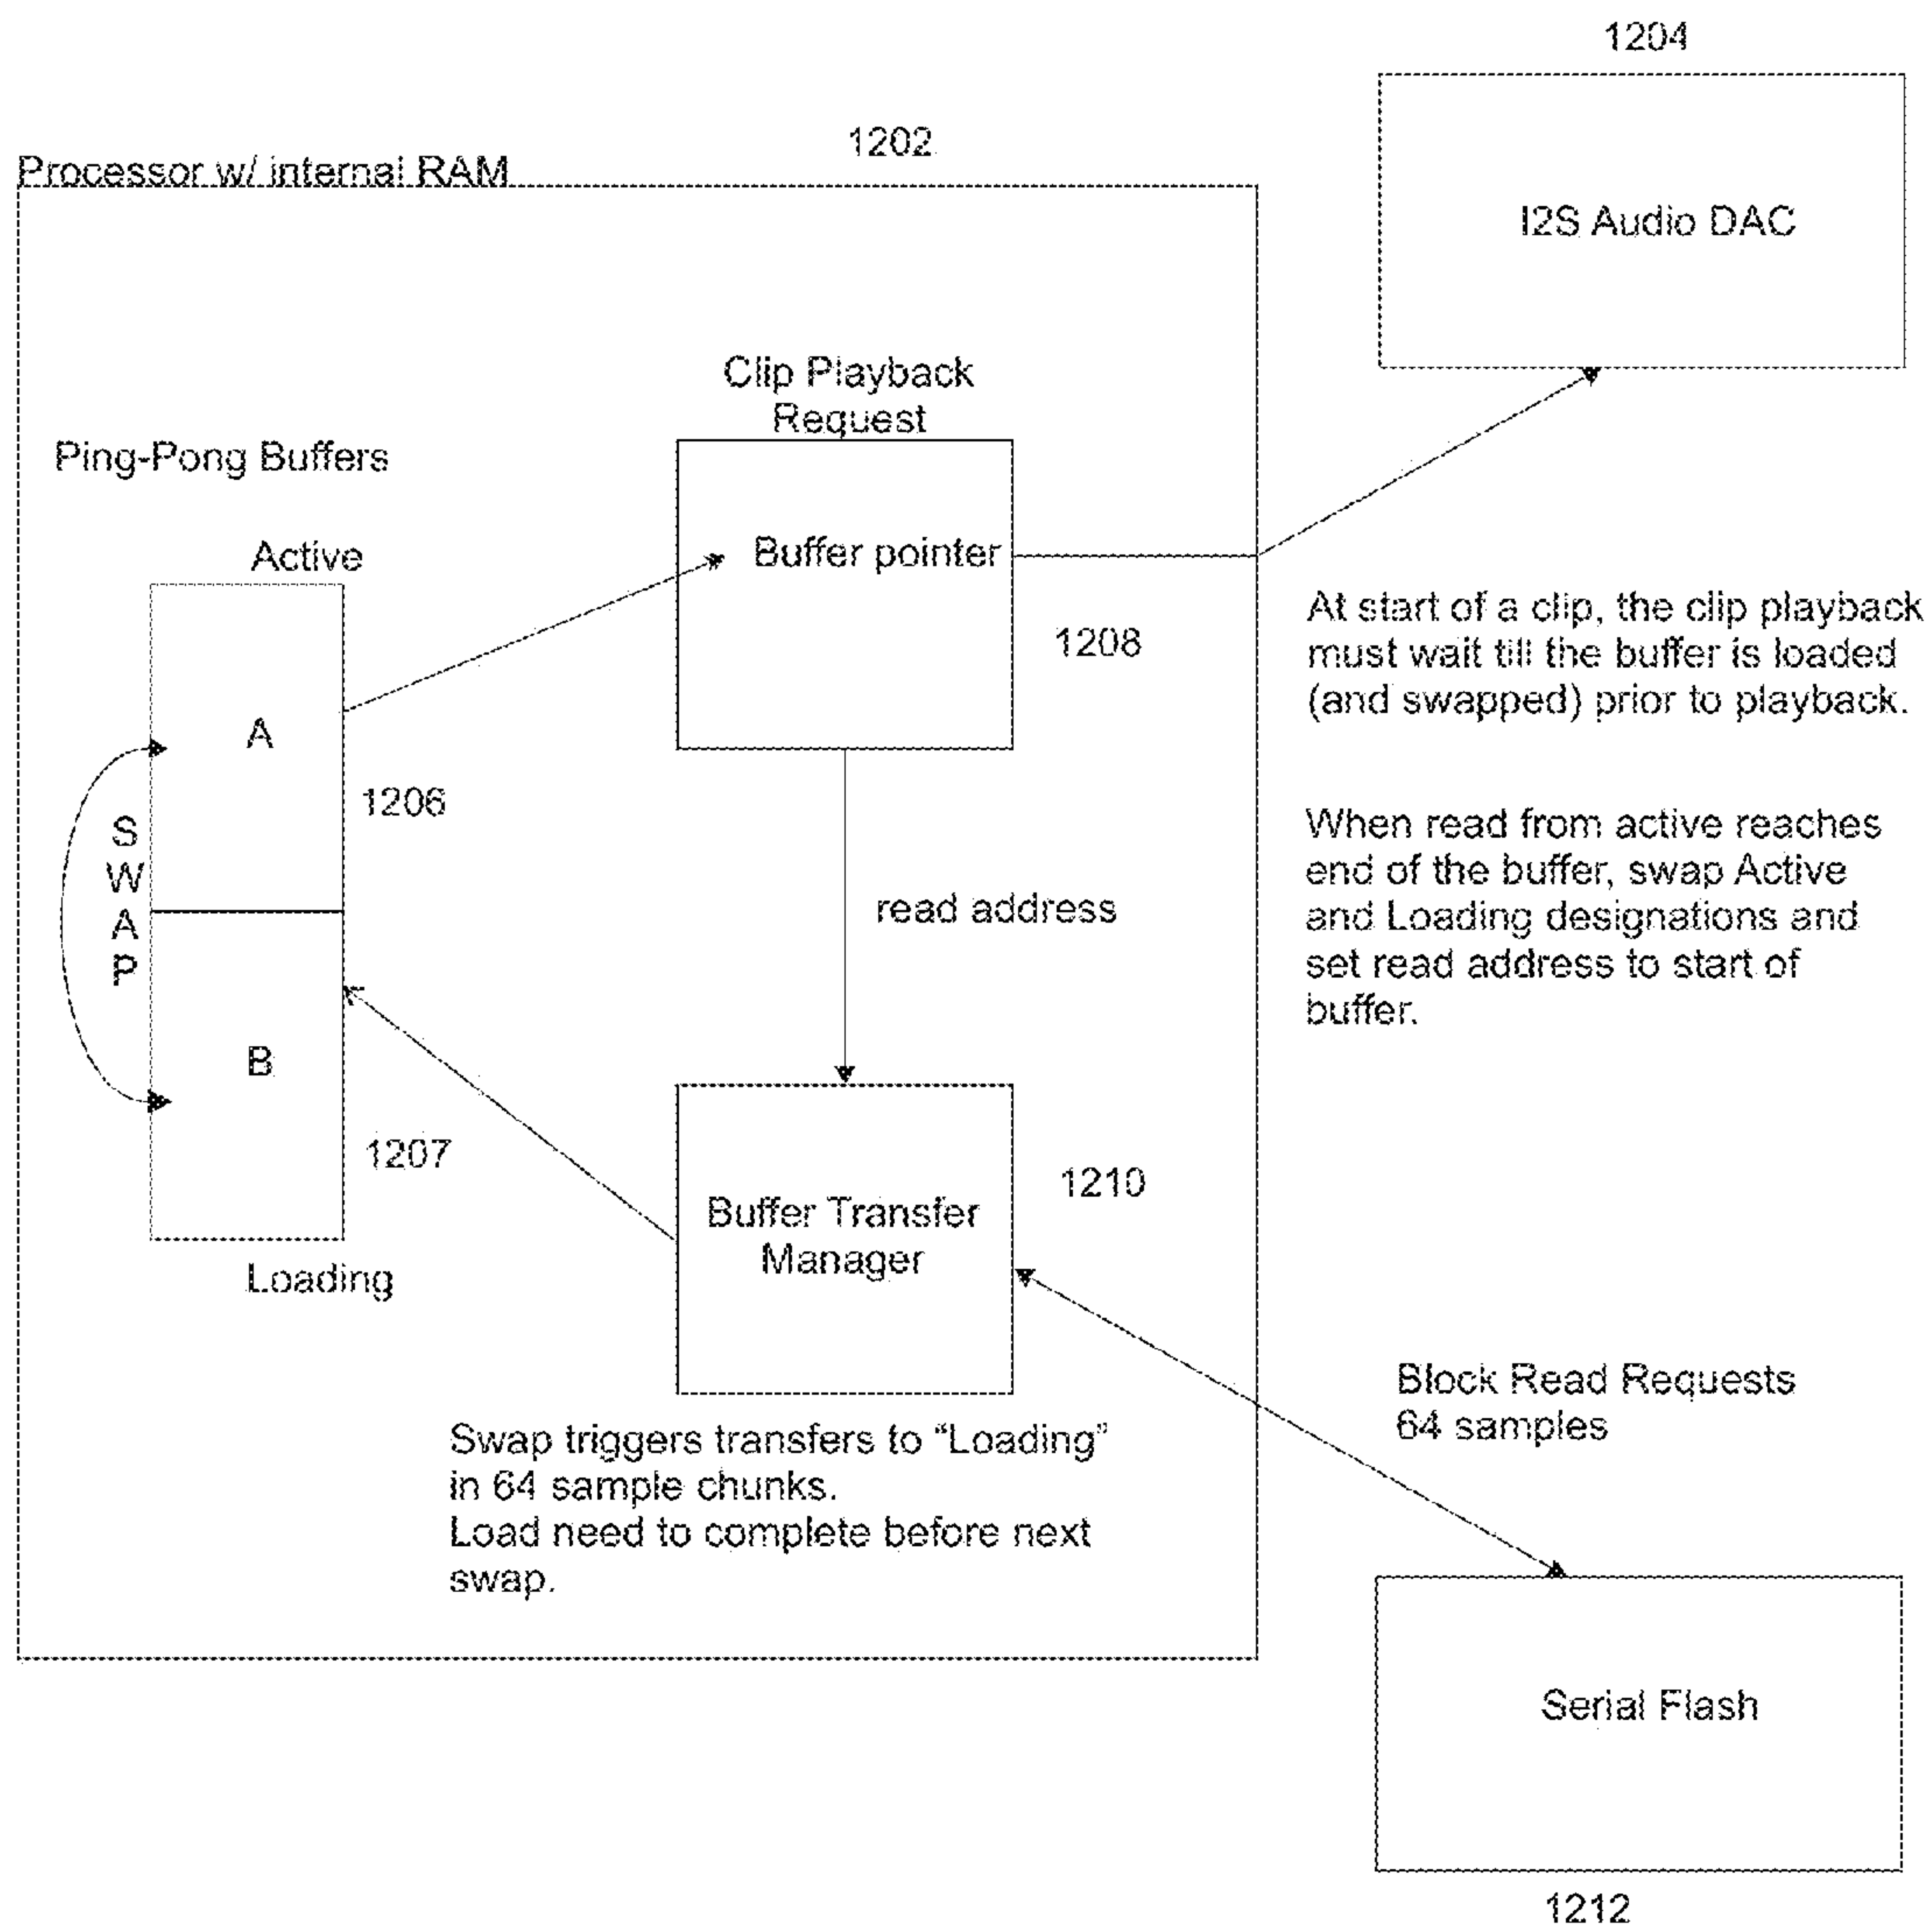 1204
1202
Processor w/ internal RAM
I2S Audio DAC
Clip Playback
Request
Ping-Pong Buffers
Active
Buffer pointer
1208
At start of a clip, the clip playback
must wait till the buffer is loaded
(and swapped) prior to playback.
A
1206
S
W
A
P
When read from active reaches
end of the buffer, swap Active
and Loading designations and
set read address to start of
buffer.
read address
B
1207
1210
Buffer Transfer
Manager
Loading
Block Read Requests
64 samples
Swap triggers transfers to “Loading”
in 64 sample chunks.
Load need to complete before next
swap.
Serial Flash
1212